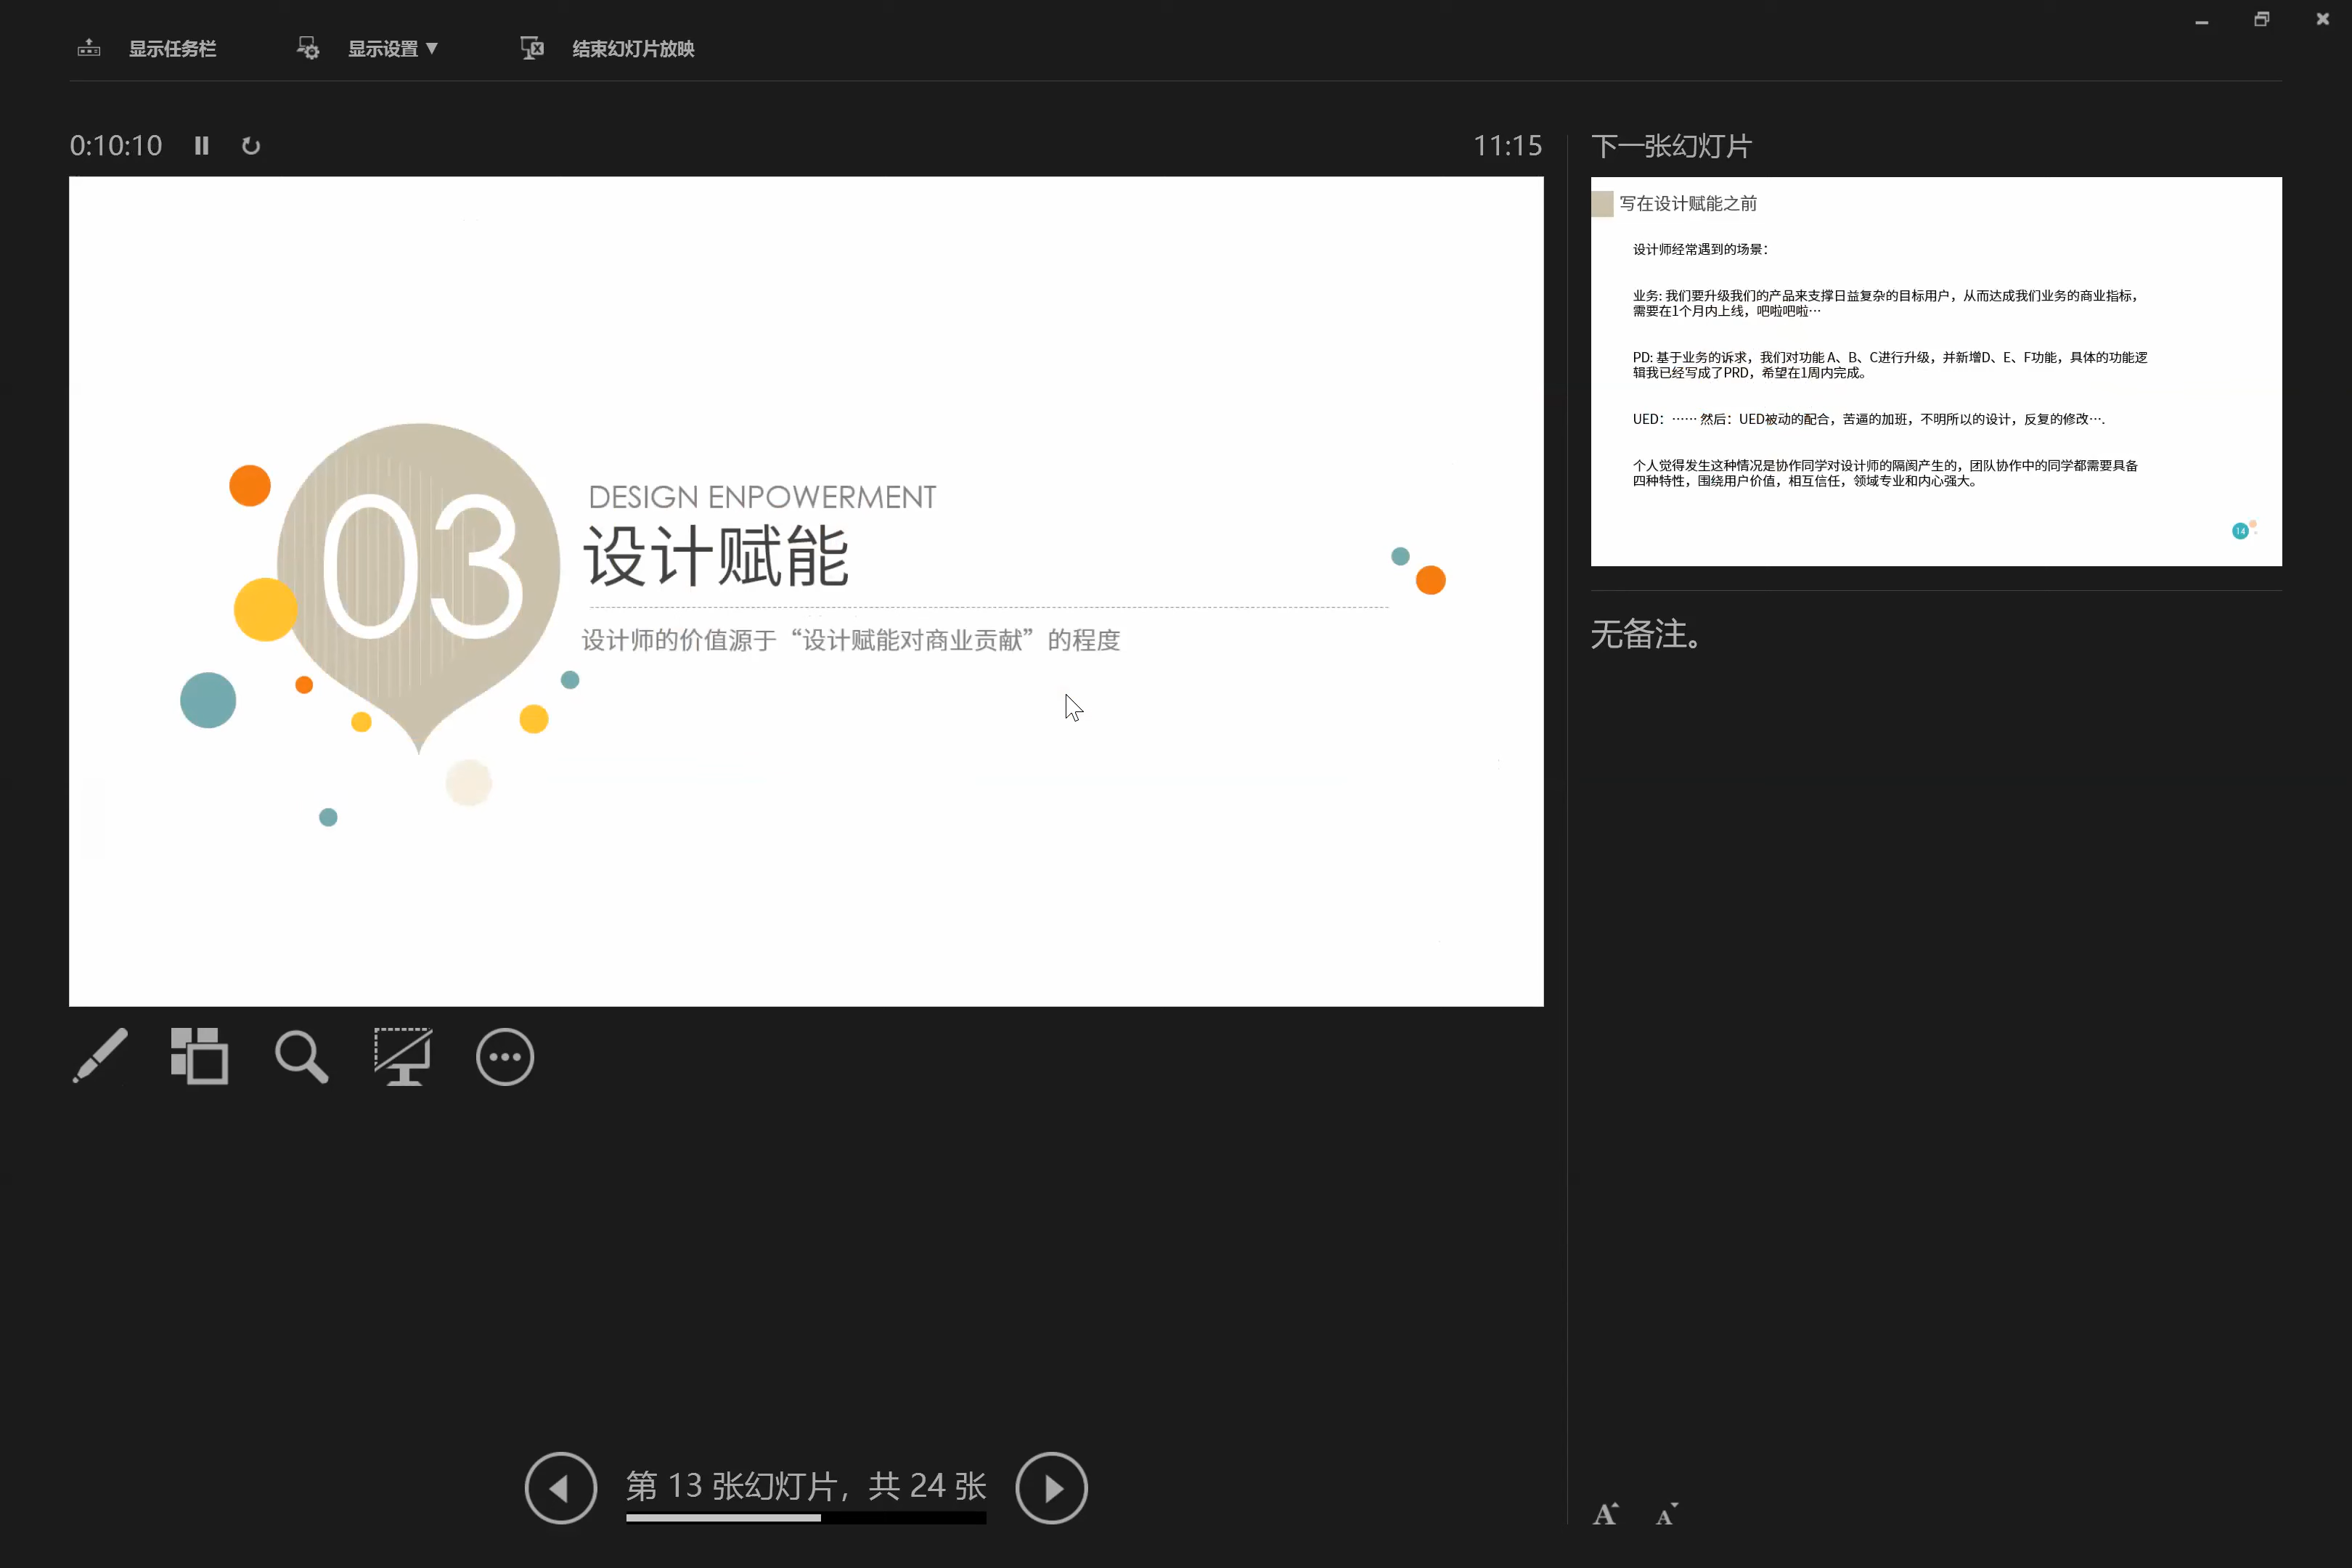 显示任务栏
显示设置 ▼
结束幻灯片放映
0:10:10
11:15
03
DESIGN ENPOWERMENT
设计赋能
设计师的价值源于“设计赋能对商业贡献”的程度
下一张幻灯片
写在设计赋能之前
设计师经常遇到的场景：
业务: 我们要升级我们的产品来支撑日益复杂的目标用户，从而达成我们业务的商业指标，
需要在1个月内上线，吧啦吧啦…
PD: 基于业务的诉求，我们对功能 A、B、C进行升级，并新增D、E、F功能，具体的功能逻
辑我已经写成了PRD，希望在1周内完成。
UED：…… 然后：UED被动的配合，苦逼的加班，不明所以的设计，反复的修改….
个人觉得发生这种情况是协作同学对设计师的隔阂产生的，团队协作中的同学都需要具备
四种特性，围绕用户价值，相互信任，领域专业和内心强大。
14
无备注。
第 13 张幻灯片，共 24 张
A A